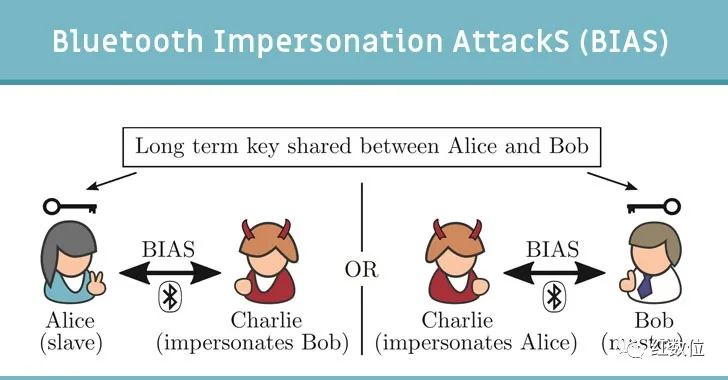 Bluetooth Impersonation AttackS (BIAS)
Long term key shared between Alice and Bob
BIAS
OR
BIAS
Alice
(slave)
Charlie
(impersonates Bob)
Charlie
(impersonates Alice)
Bob
红数位